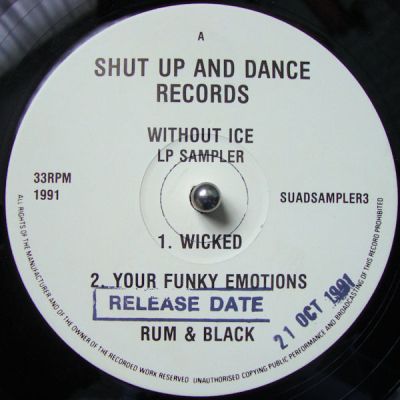 A
SHUT UP AND DANCE
RECORDS
WITHOUT ICE
LP SAMPLER
33RPM
1991
SUADSAMPLER3
1. WICKED
2. YOUR FUNKY EMOTIONS
RELEASE DATE
21 OCT 1991
RUM & BLACK
ALL RIGHTS OF THE MANUFACTURER AND OF THE OWNER OF THE RECORDED WORK RESERVED UNAUTHORISED COPYING PUBLIC PERFORMANCE AND BROADCASTING OF THIS RECORD PROHIBITED